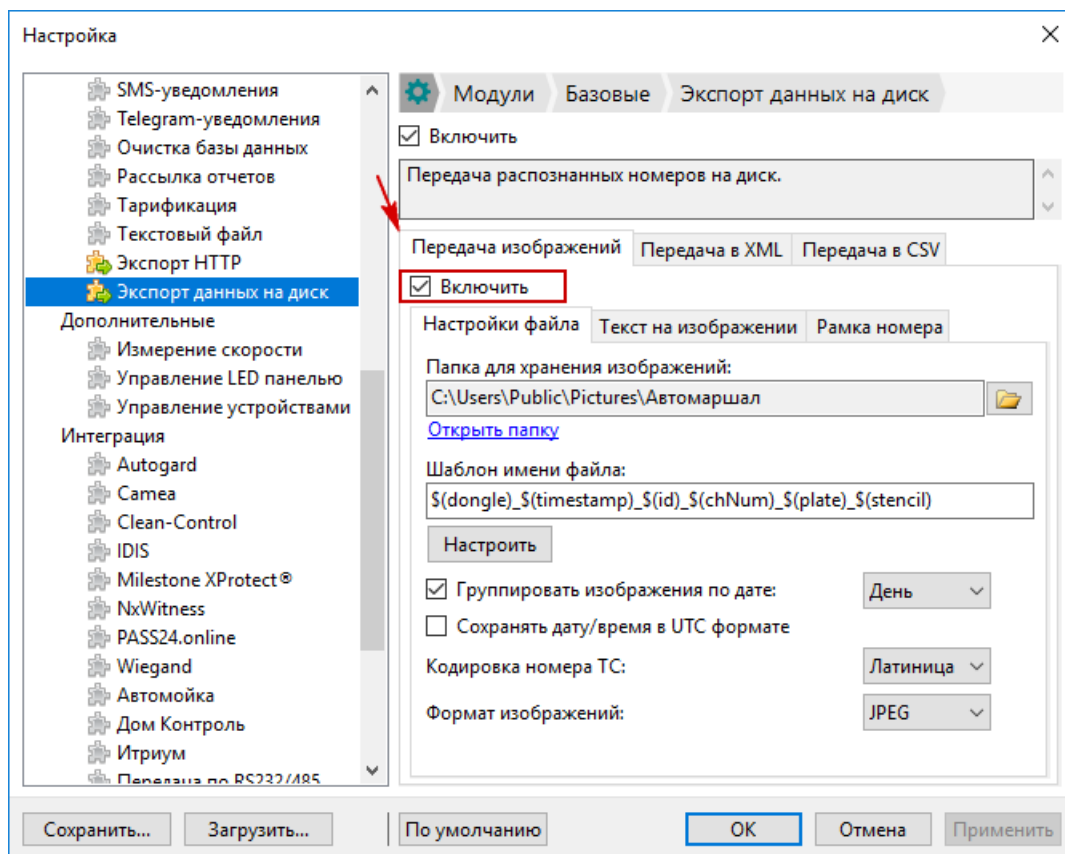 Настройка
SMS-уведомления
Telegram-уведомления
Очистка базы данных
Рассылка отчетов
Тарификация
Текстовый файл
Экспорт HTTP
Экспорт данных на диск
Дополнительные
Измерение скорости
Управление LED панелью
Управление устройствами
Интеграция
Autogard
Camea
Clean-Control
IDIS
Milestone XProtect®
NxWitness
PASS24.online
Wiegand
Автомойка
Дом Контроль
Итриум
Передача по RS232/485
Модули Базовые Экспорт данных на диск
Включить
Передача распознанных номеров на диск.
Передача изображений Передача в XML Передача в CSV
Включить
Настройки файла Текст на изображении Рамка номера
Папка для хранения изображений:
C:\Users\Public\Pictures\Автомаршал
Открыть папку
Шаблон имени файла:
$(dongle)_$(timestamp)_$(id)_$(chNum)_$(plate)_$(stencil)
Настроить
Группировать изображения по дате: День
Сохранять дату/время в UTC формате
Кодировка номера ТС: Латиница
Формат изображений: JPEG
Сохранить... Загрузить... По умолчанию OK Отмена Применить